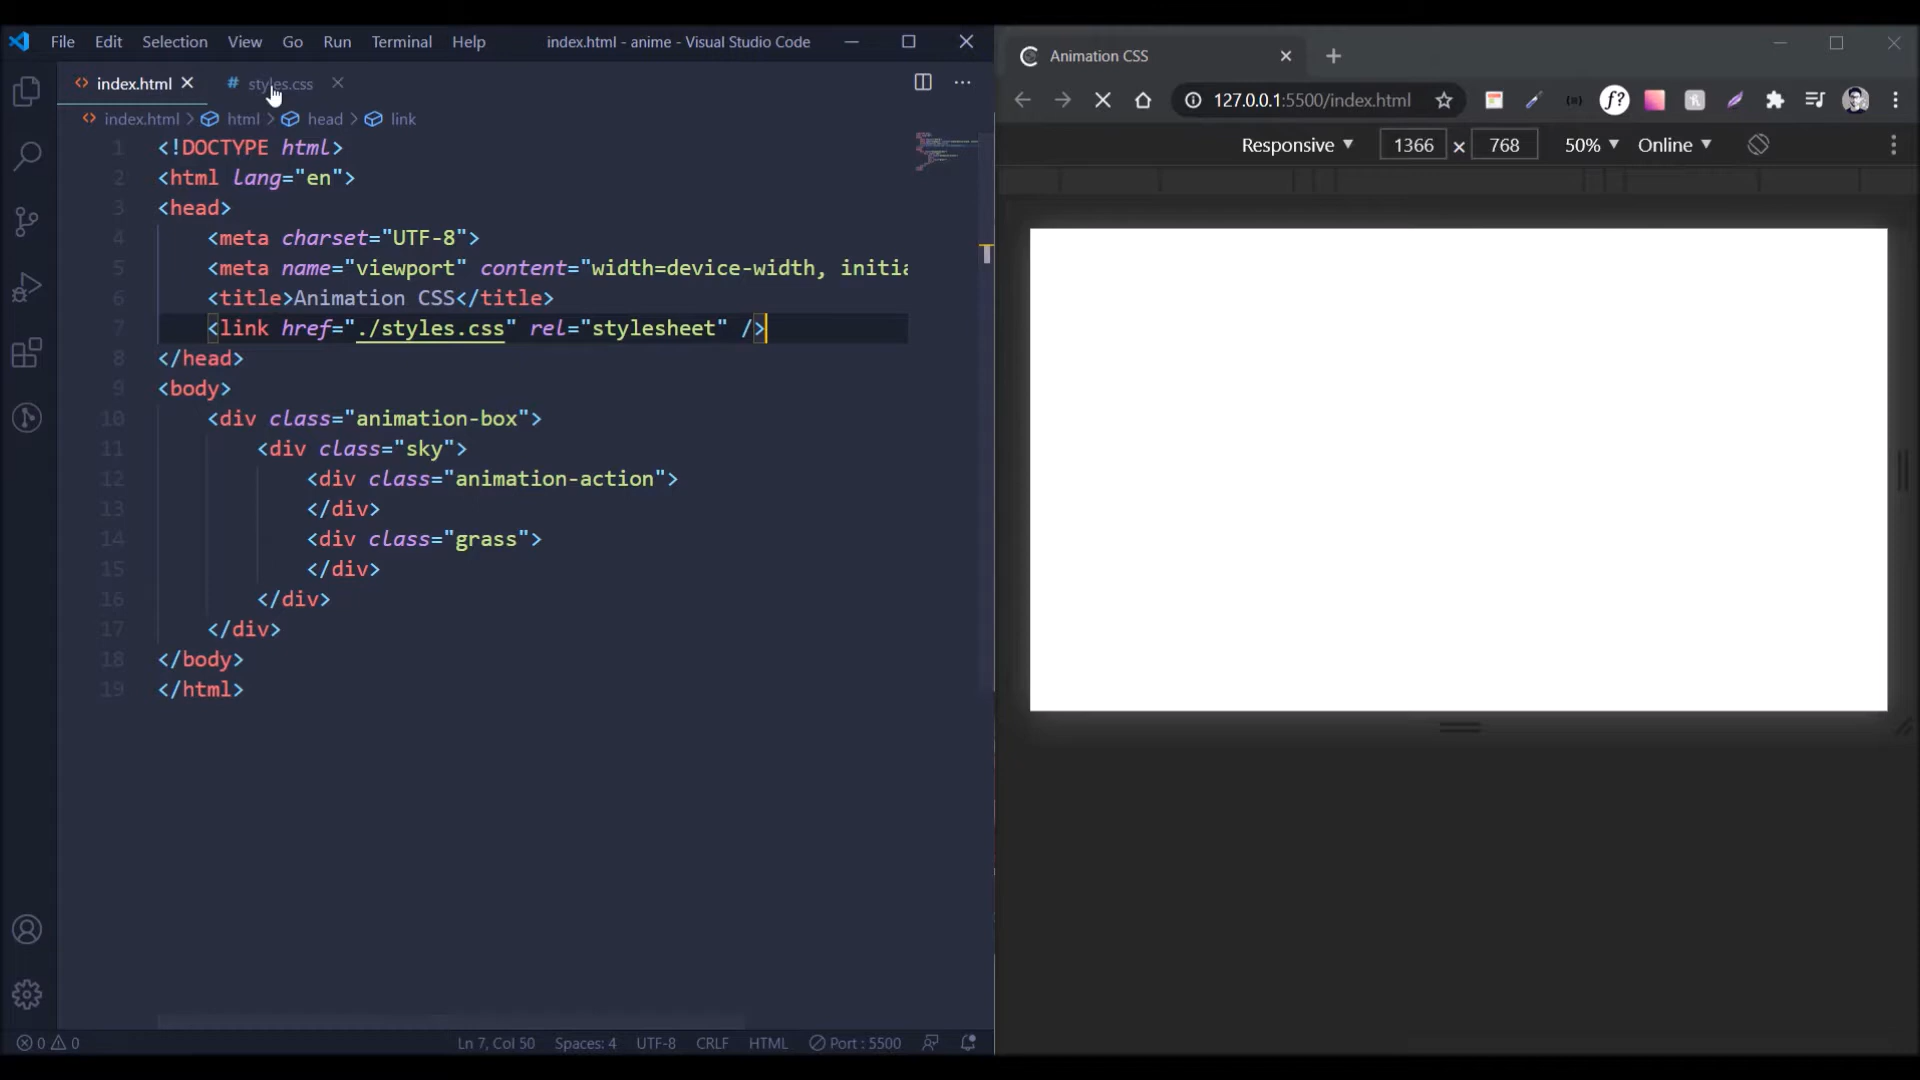 File Edit Selection View Go Run Terminal Help index.html - anime - Visual Studio Code
index.html # styles.css
index.html > html > head > link
1 <!DOCTYPE html>
2 <html lang="en">
3 <head>
4 <meta charset="UTF-8">
5 <meta name="viewport" content="width=device-width, initia
6 <title>Animation CSS</title>
7 <link href="./styles.css" rel="stylesheet" />
8 </head>
9 <body>
10 <div class="animation-box">
11 <div class="sky">
12 <div class="animation-action">
13 </div>
14 <div class="grass">
15 </div>
16 </div>
17 </div>
18 </body>
19 </html>
0 0 Ln 7, Col 50 Spaces: 4 UTF-8 CRLF HTML Port : 5500
Animation CSS
127.0.0.1:5500/index.html f?
Responsive 1366 × 768 50% Online